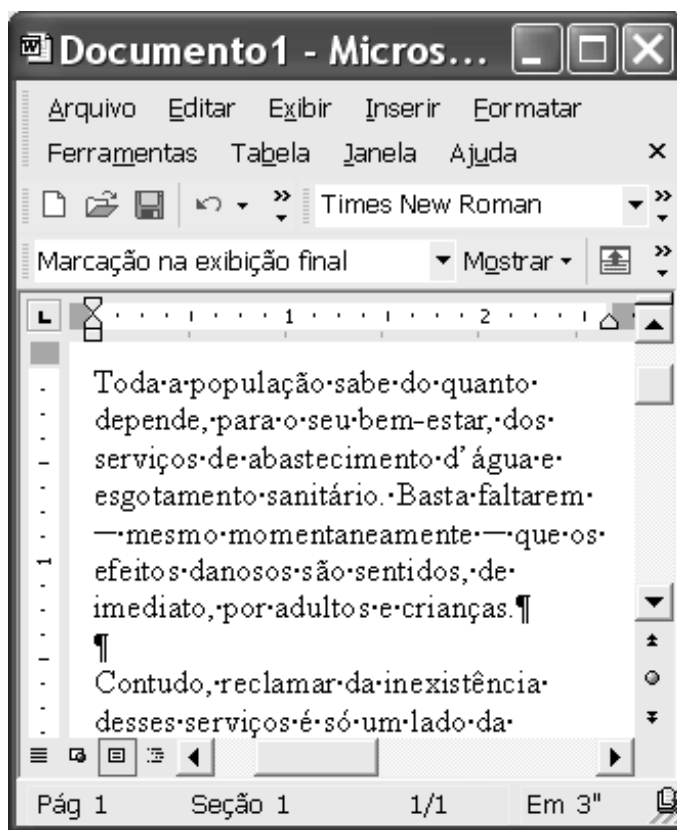 Documento1 - Micros...
Arquivo Editar Exibir Inserir Formatar
Ferramentas Tabela Janela Ajuda
Times New Roman
Marcação na exibição final Mostrar
1 2
Toda·a·população·sabe·do·quanto·
depende,·para·o·seu·bem-estar,·dos·
serviços·de·abastecimento·d'água·e·
esgotamento·sanitário.·Basta·faltarem·
—·mesmo·momentaneamente·—·que·os·
1
efeitos·danosos·são·sentidos,·de·
imediato,·por·adultos·e·crianças.¶
¶
Contudo,·reclamar·da·inexistência·
desses·serviços·é·só·um·lado·da·
Pág 1 Seção 1 1/1 Em 3"